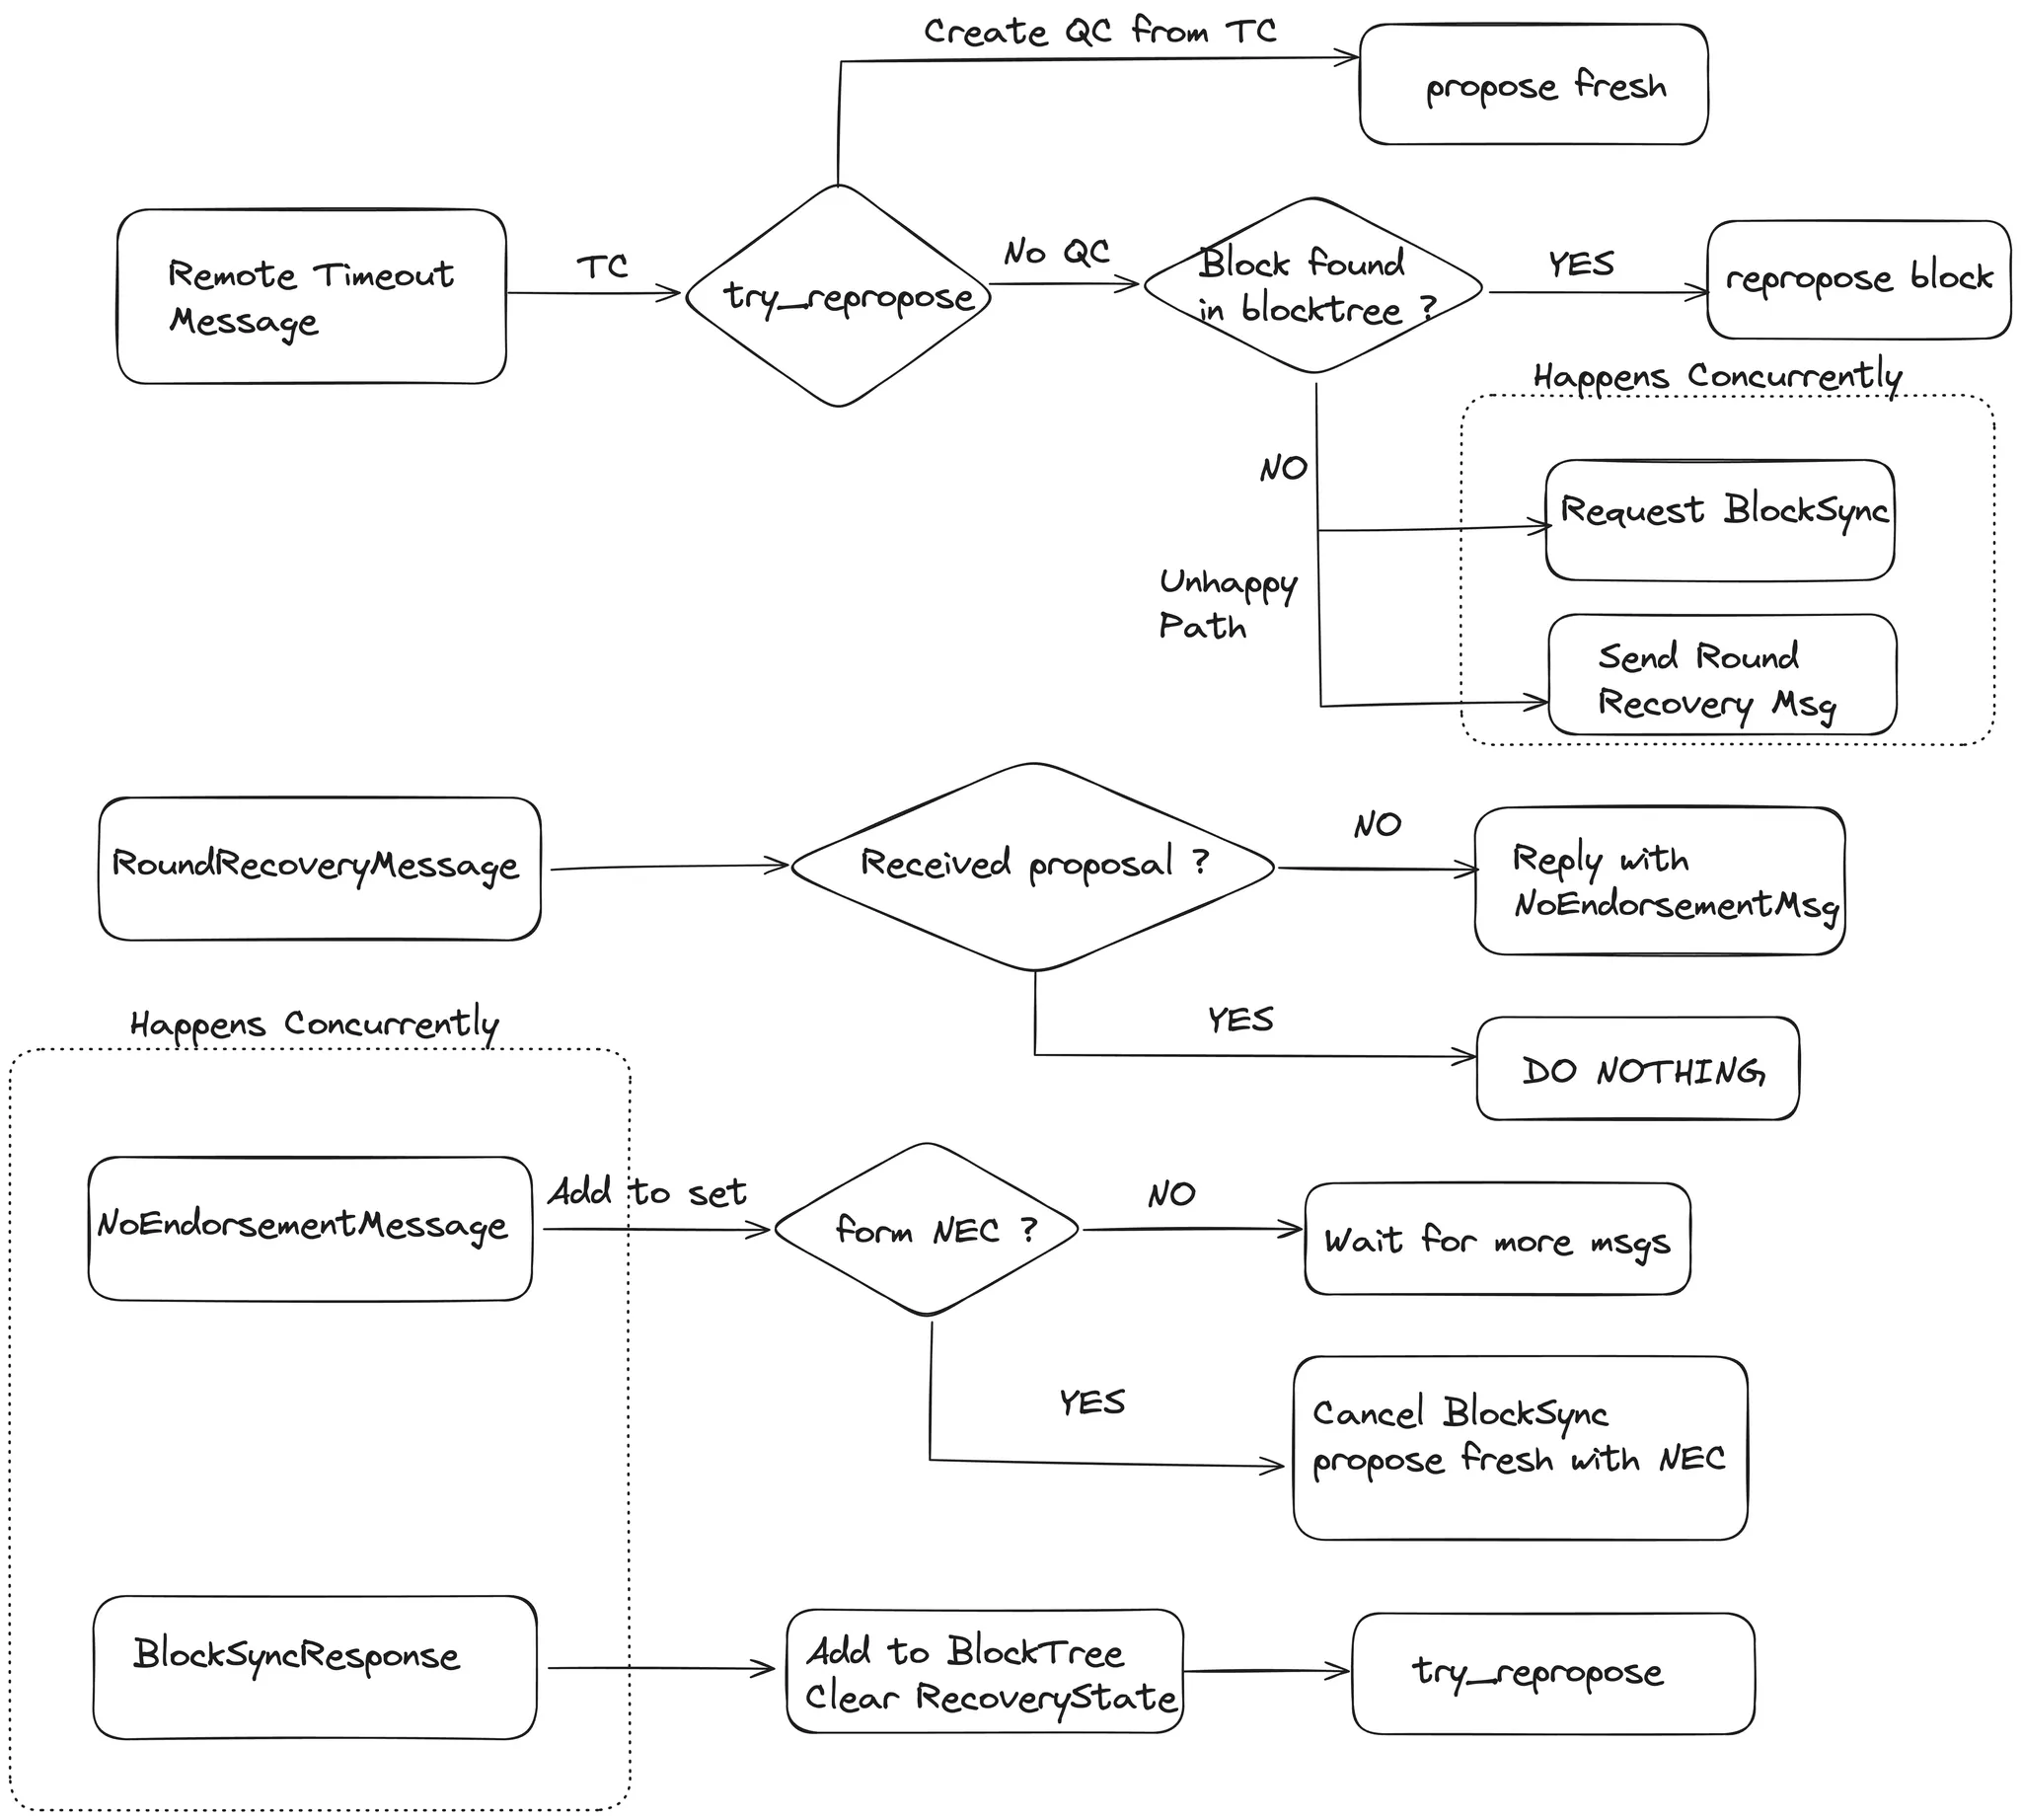 Create QC from TC
propose fresh
Remote Timeout
Message
TC
try_repropose
No QC
Block found
in blocktree ?
YES
repropose block
Happens Concurrently
NO
Request BlockSync
Unhappy
Path
Send Round
Recovery Msg
RoundRecoveryMessage
Received proposal ?
NO
Reply with
NoEndorsementMsg
YES
DO NOTHING
Happens Concurrently
NoEndorsementMessage
Add to set
form NEC ?
NO
Wait for more msgs
YES
Cancel BlockSync
propose fresh with NEC
BlockSyncResponse
Add to BlockTree
Clear RecoveryState
try_repropose